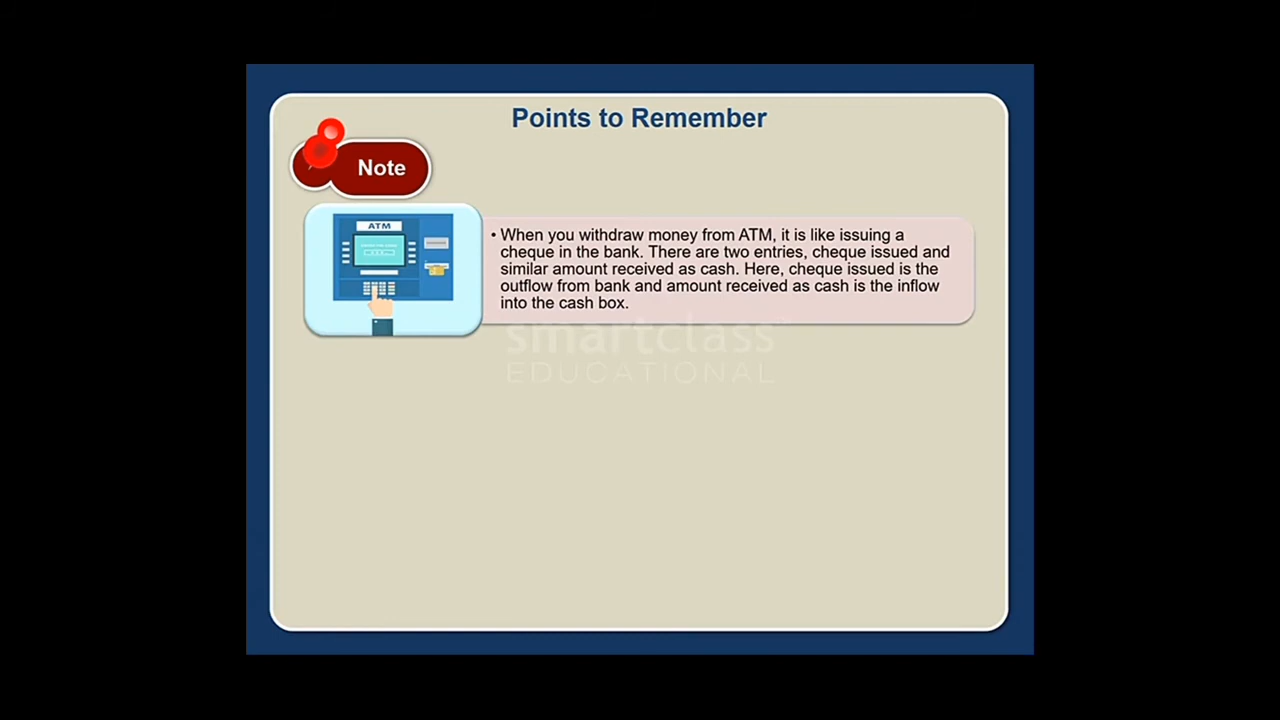 Points to Remember
Note
ATM
• When you withdraw money from ATM, it is like issuing a
cheque in the bank. There are two entries, cheque issued and
similar amount received as cash. Here, cheque issued is the
outflow from bank and amount received as cash is the inflow
into the cash box.
smartclass
EDUCATIONAL